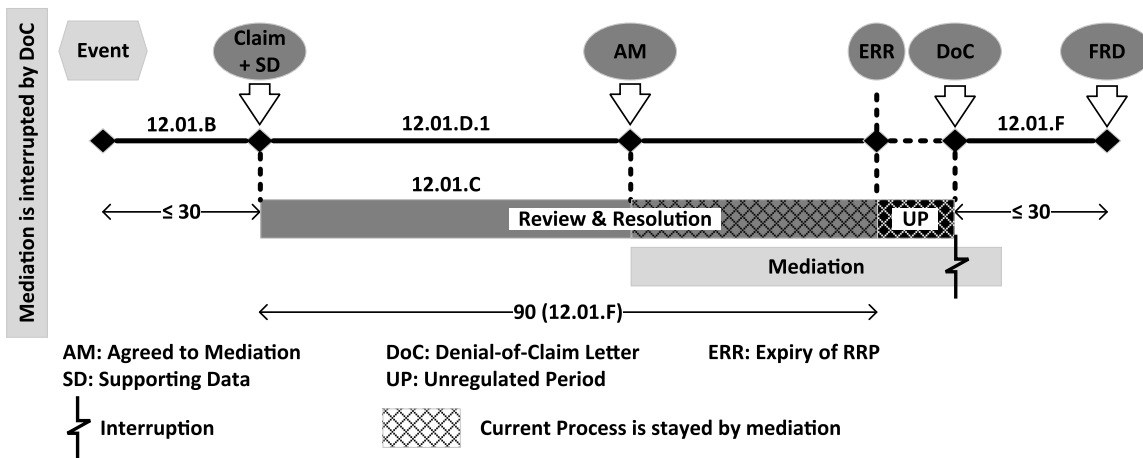 Mediation is interrupted by DoC
Event
Claim
+ SD
AM
ERR
DoC
FRD
12.01.B
12.01.D.1
12.01.F
12.01.C
≤ 30
Review & Resolution
UP
≤ 30
Mediation
90 (12.01.F)
AM: Agreed to Mediation
DoC: Denial-of-Claim Letter
ERR: Expiry of RRP
SD: Supporting Data
UP: Unregulated Period
Interruption
Current Process is stayed by mediation